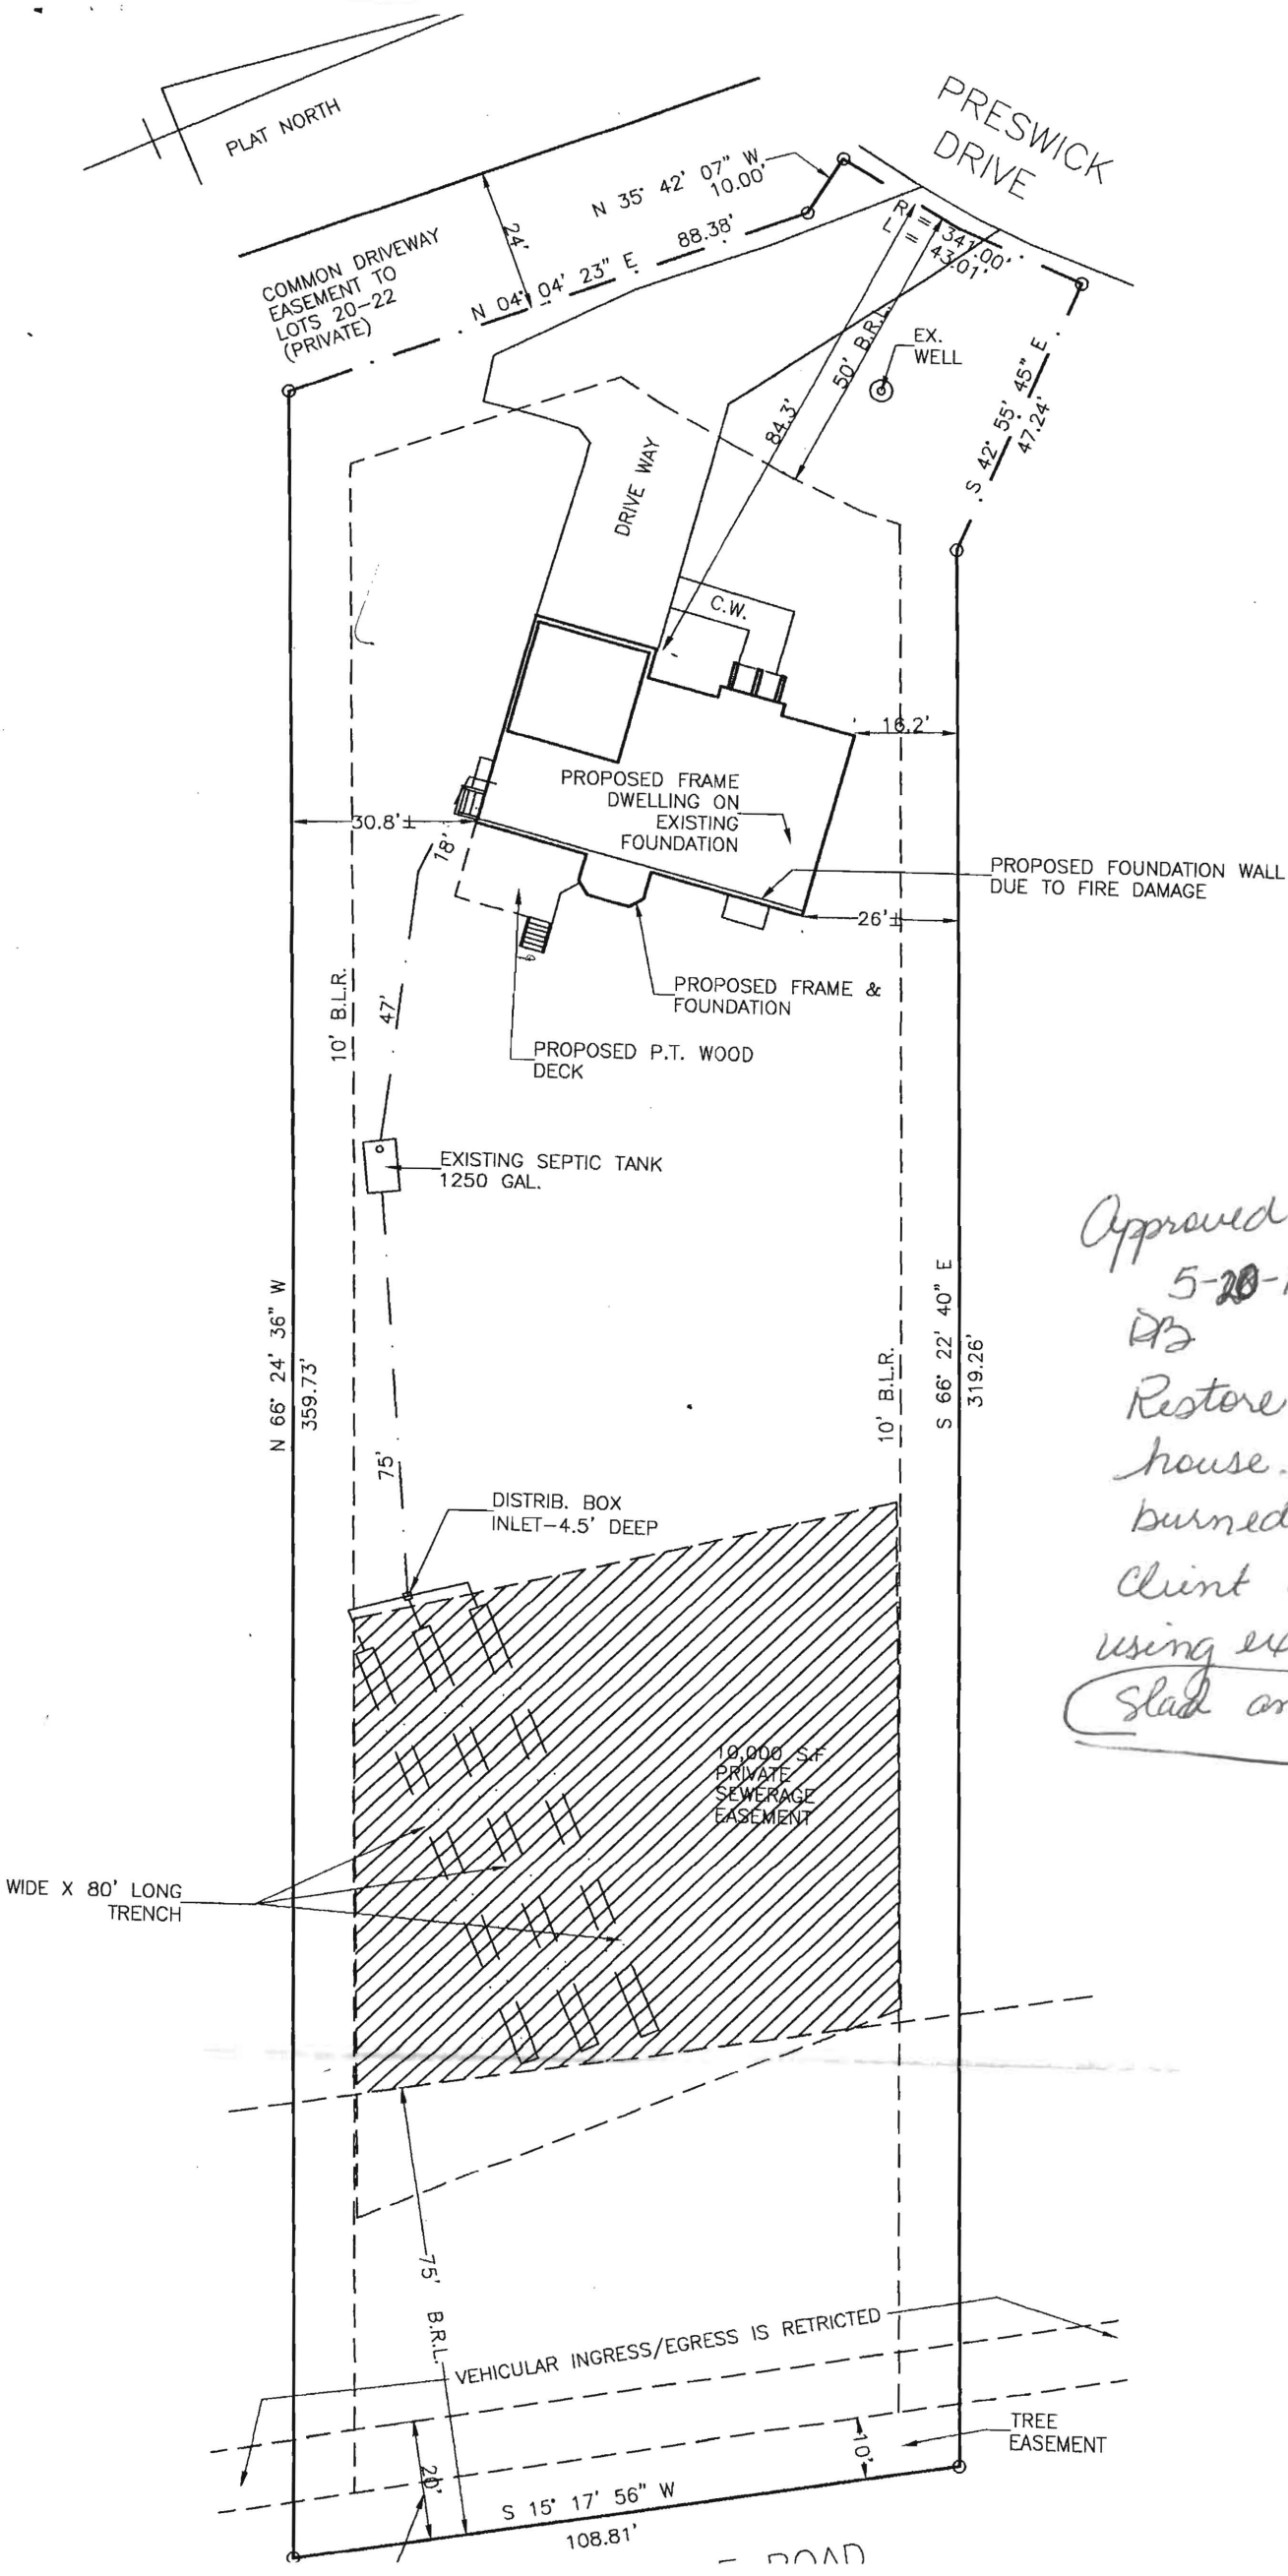 PLAT NORTH
PRESWICK
DRIVE
N 35° 42' 07" W
10.00'
24'
COMMON DRIVEWAY
EASEMENT TO
LOTS 20-22
(PRIVATE)
N 04° 04' 23" E
88.38'
R = 341.00'
L = 43.01'
50' B.R.L.
84.3'
EX.
WELL
S 42° 55' 45" E
47.24'
DRIVE WAY
C.W.
16.2'
PROPOSED FRAME
DWELLING ON
EXISTING
FOUNDATION
30.8'±
18'
PROPOSED FOUNDATION WALL
DUE TO FIRE DAMAGE
26'±
10' B.L.R.
47'
PROPOSED FRAME &
FOUNDATION
PROPOSED P.T. WOOD
DECK
EXISTING SEPTIC TANK
1250 GAL.
Approved
5-20-
DB
Restore
house.
burned
Client
using
Slab
N 66° 24' 36" W
359.73'
10' B.L.R.
S 66° 22' 40" E
319.26'
75'
DISTRIB. BOX
INLET-4.5' DEEP
10,000 S.F.
PRIVATE
SEWERAGE
EASEMENT
WIDE X 80' LONG
TRENCH
75' B.R.L.
VEHICULAR INGRESS/EGRESS IS RETRICTED
TREE
EASEMENT
20'
10'
S 15° 17' 56" W
108.81'
ROAD